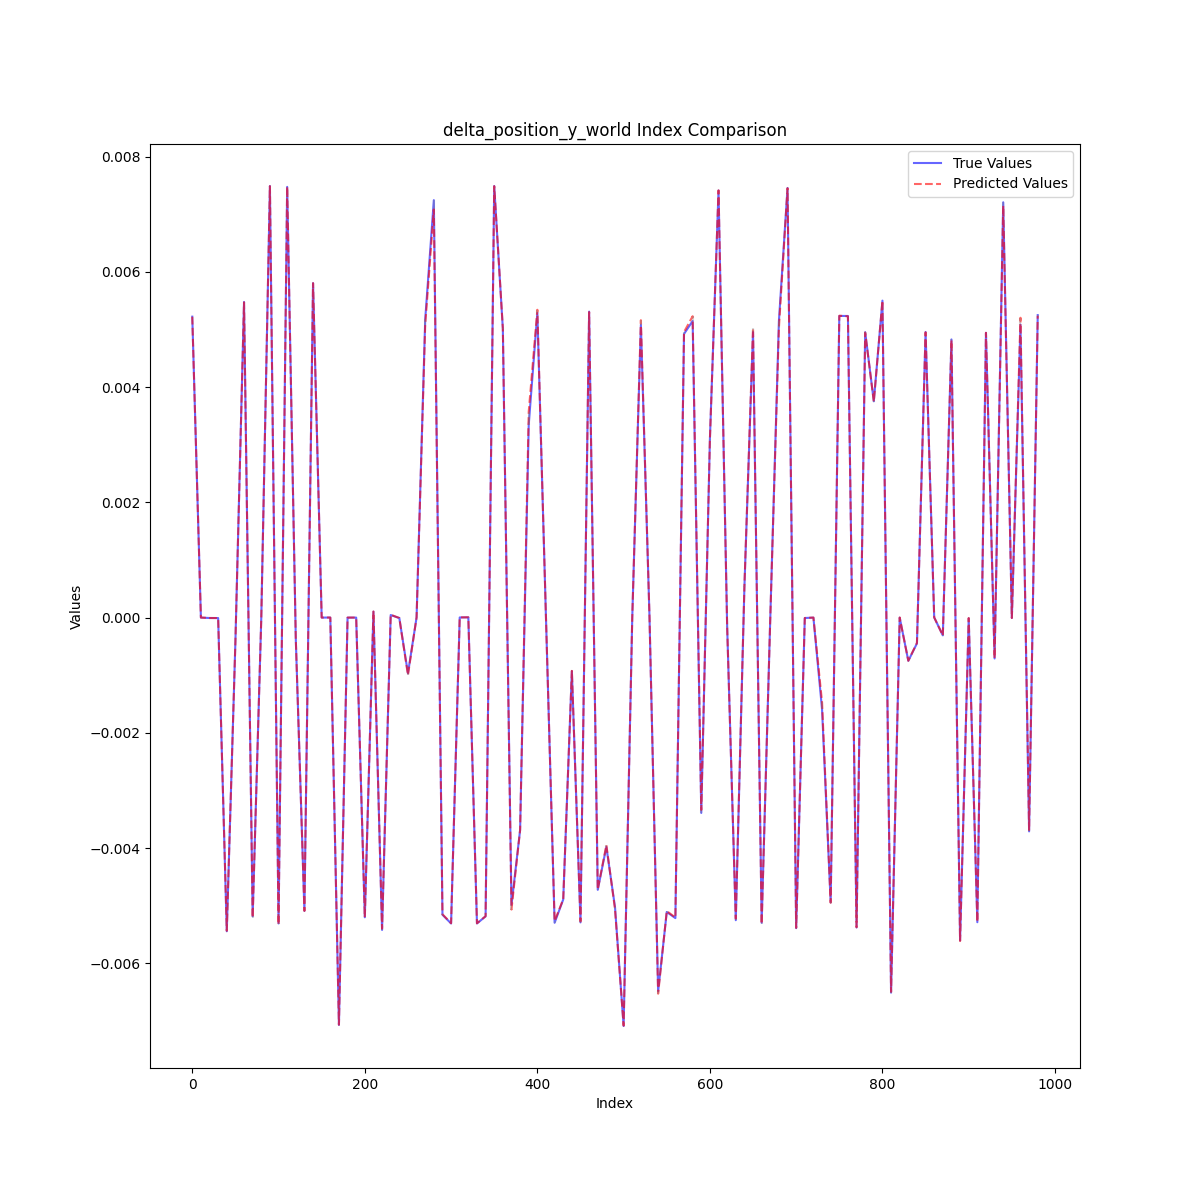 delta_position_y_world Index Comparison
True Values
Predicted Values
0.008
0.006
0.004
0.002
0.000
−0.002
−0.004
−0.006
Values
0
200
400
600
800
1000
Index